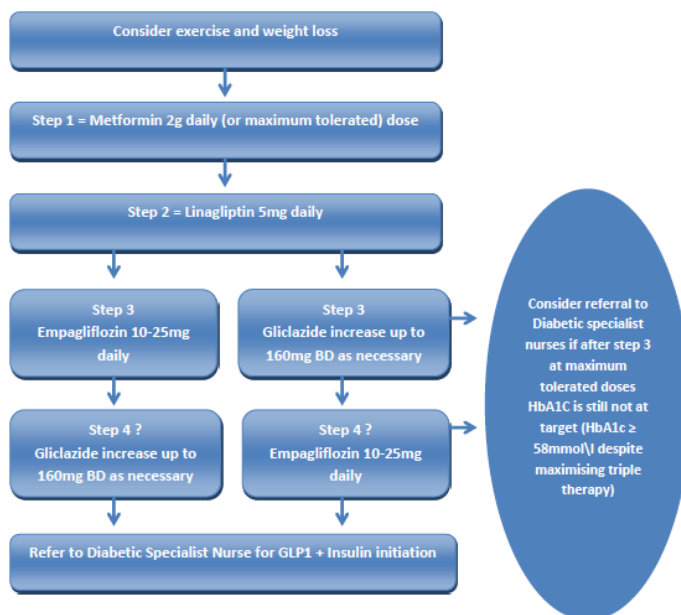 Consider exercise and weight loss
Step 1 = Metformin 2g daily (or maximum tolerated) dose
Step 2 = Linagliptin 5mg daily
Step 3
Empagliflozin 10-25mg
daily
Step 3
Gliclazide increase up to
160mg BD as necessary
Step 4 ?
Gliclazide increase up to
160mg BD as necessary
Step 4 ?
Empagliflozin 10-25mg
daily
Refer to Diabetic Specialist Nurse for GLP1 + Insulin initiation
Consider referral to
Diabetic specialist
nurses if after step 3
at maximum
tolerated doses
HbA1C is still not at
target (HbA1c ≥
58mmol\l despite
maximising triple
therapy)